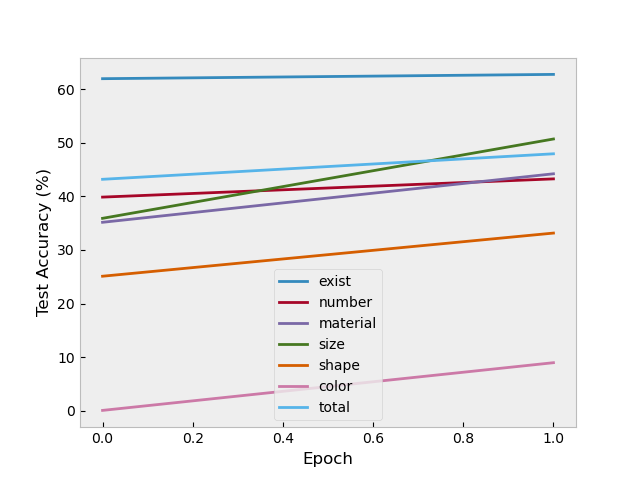 60
50
40
30
20
10
0
Test Accuracy (%)
exist
number
material
size
shape
color
total
0.0 0.2 0.4 0.6 0.8 1.0
Epoch